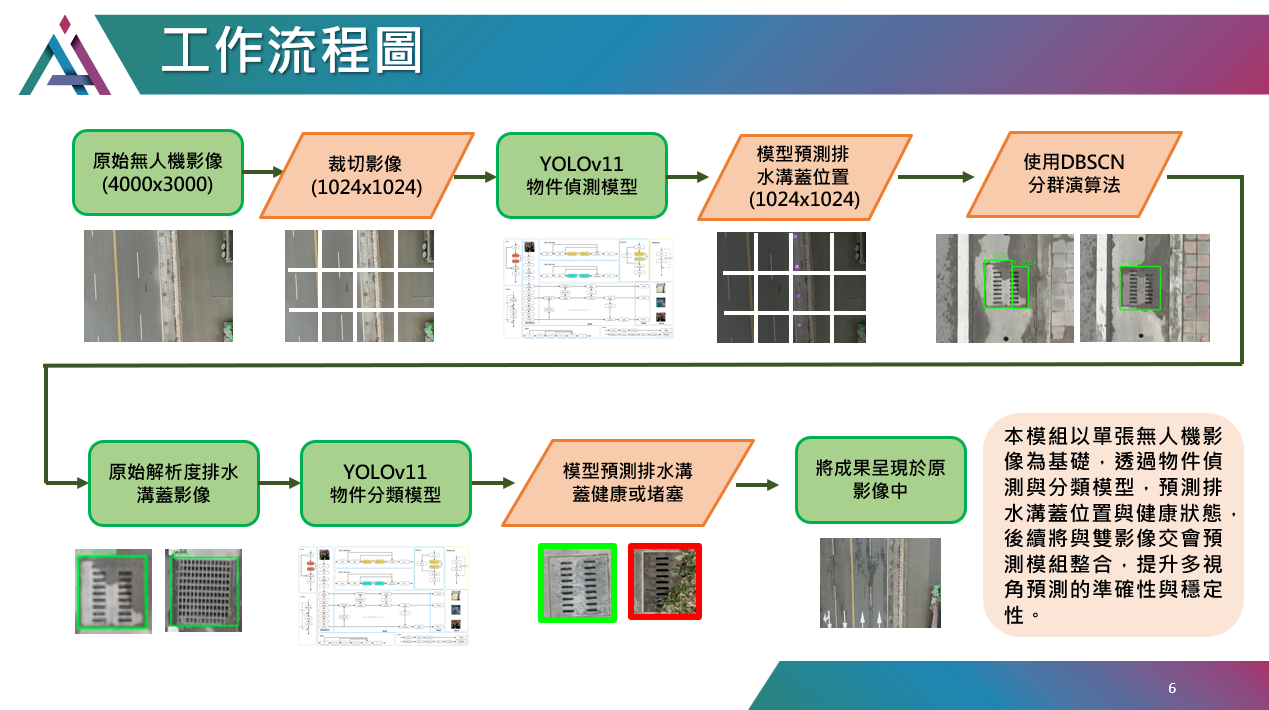 工作流程圖
原始無人機影像
(4000x3000)
裁切影像
(1024x1024)
YOLOv11
物件偵測模型
模型預測排
水溝蓋位置
(1024x1024)
使用DBSCN
分群演算法
原始解析度排水
溝蓋影像
YOLOv11
物件分類模型
模型預測排水溝
蓋健康或堵塞
將成果呈現於原
影像中
本模組以單張無人機影
像為基礎，透過物件偵
測與分類模型，預測排
水溝蓋位置與健康狀態，
後續將與雙影像交會預
測模組整合，提升多視
角預測的準確性與穩定
性。
6